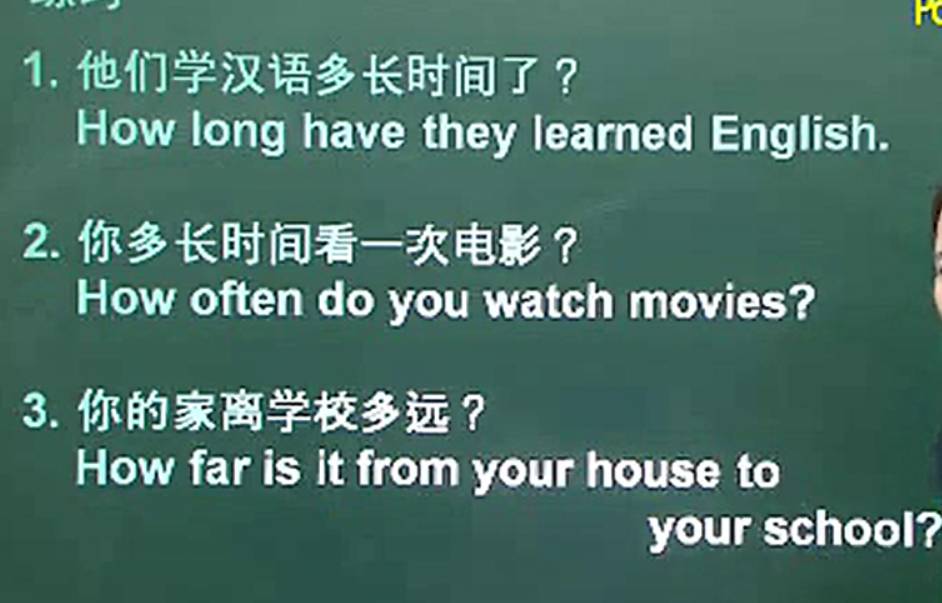 1. 他们学汉语多长时间了？
How long have they learned English.
2. 你多长时间看一次电影？
How often do you watch movies?
3. 你的家离学校多远？
How far is it from your house to
your school?